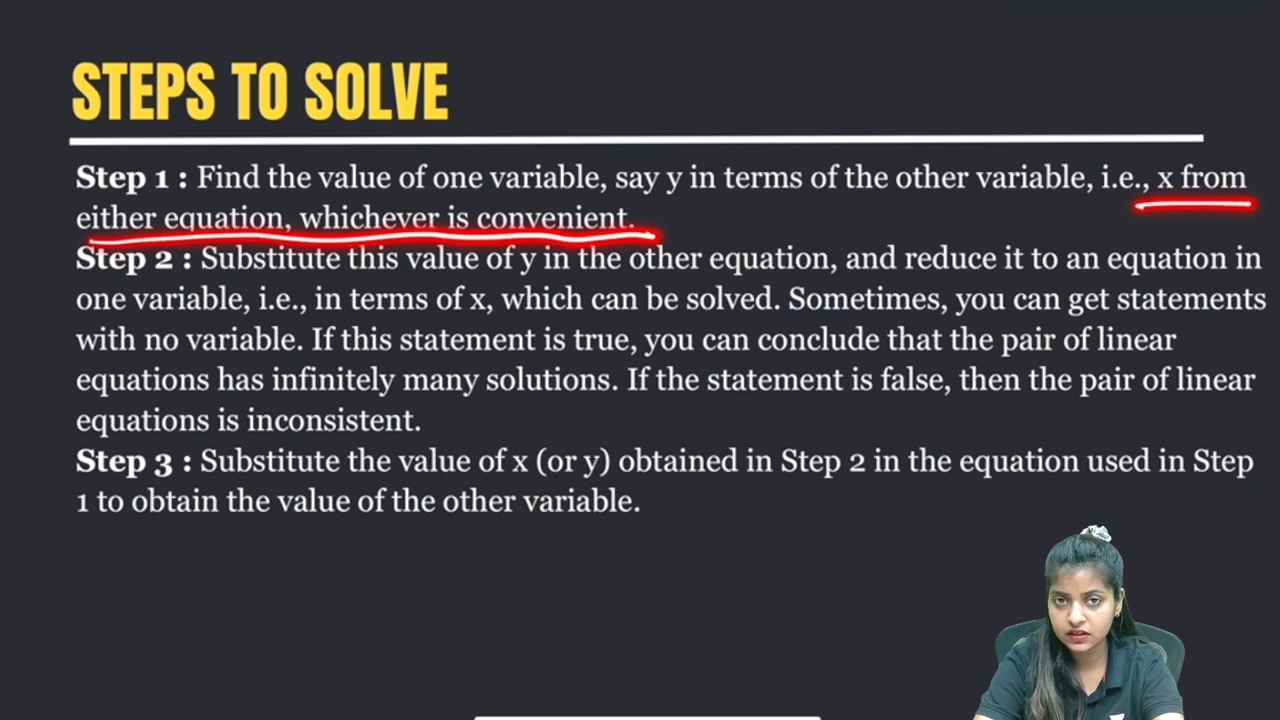 STEPS TO SOLVE
Step 1 : Find the value of one variable, say y in terms of the other variable, i.e., x from
either equation, whichever is convenient.
Step 2 : Substitute this value of y in the other equation, and reduce it to an equation in
one variable, i.e., in terms of x, which can be solved. Sometimes, you can get statements
with no variable. If this statement is true, you can conclude that the pair of linear
equations has infinitely many solutions. If the statement is false, then the pair of linear
equations is inconsistent.
Step 3 : Substitute the value of x (or y) obtained in Step 2 in the equation used in Step
1 to obtain the value of the other variable.